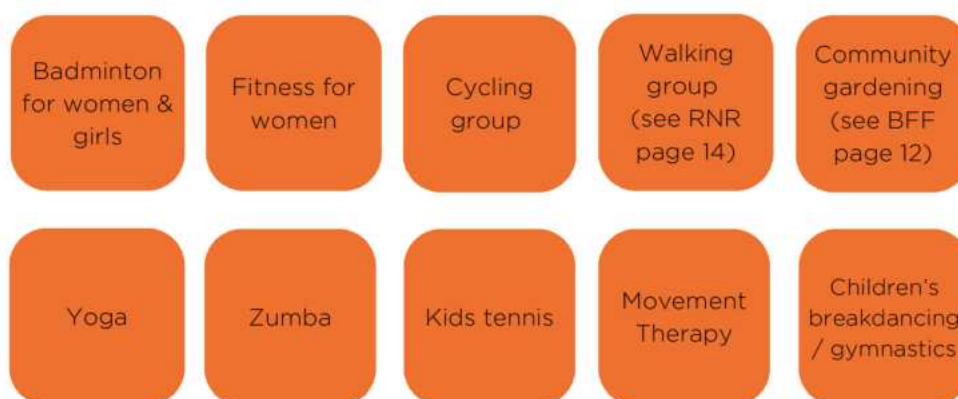 Badminton
for women &
girls
Fitness for
women
Cycling
group
Walking
group
(see RNR
page 14)
Community
gardening
(see BFF
page 12)
Yoga
Zumba
Kids tennis
Movement
Therapy
Children's
breakdancing
/ gymnastics